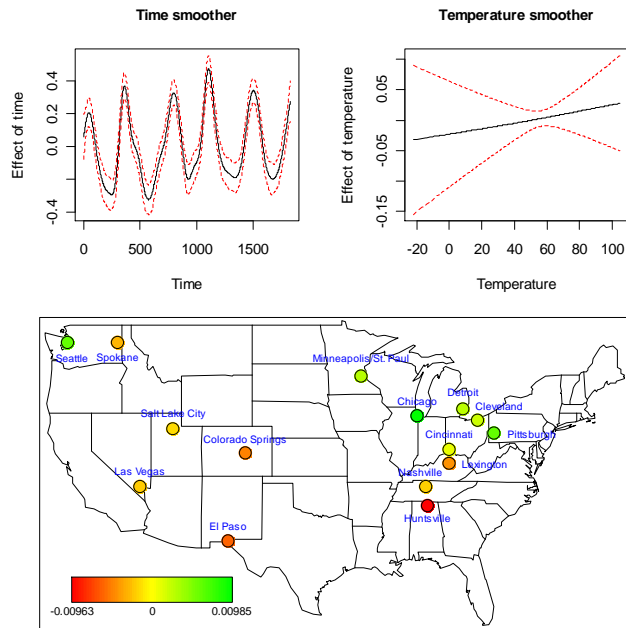 Time smoother
Temperature smoother
Effect of time
-0.4
0.0
0.2
0.4
0
500
1000
1500
Time
Effect of temperature
-0.15
-0.05
0.05
-20
0
20
40
60
80
100
Temperature
Seattle
Spokane
Minneapolis/St. Paul
Detroit
Chicago
Cleveland
Salt Lake City
Pittsburgh
Cincinnati
Colorado Springs
Lexington
Las Vegas
Nashville
Huntsville
El Paso
-0.00963
0
0.00985